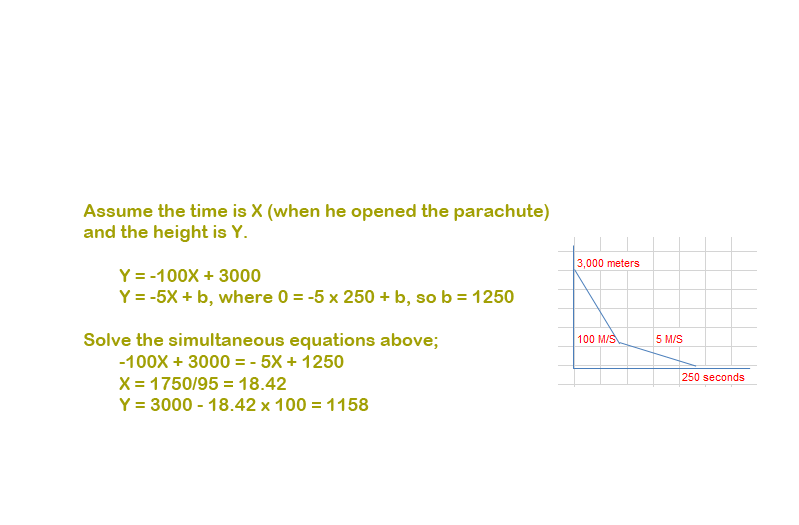 Assume the time is X (when he opened the parachute)
and the height is Y.
Y = -100X + 3000
Y = -5X + b, where 0 = -5 x 250 + b, so b = 1250
Solve the simultaneous equations above;
-100X + 3000 = - 5X + 1250
X = 1750/95 = 18.42
Y = 3000 - 18.42 x 100 = 1158
3,000 meters
100 M/S
5 M/S
250 seconds